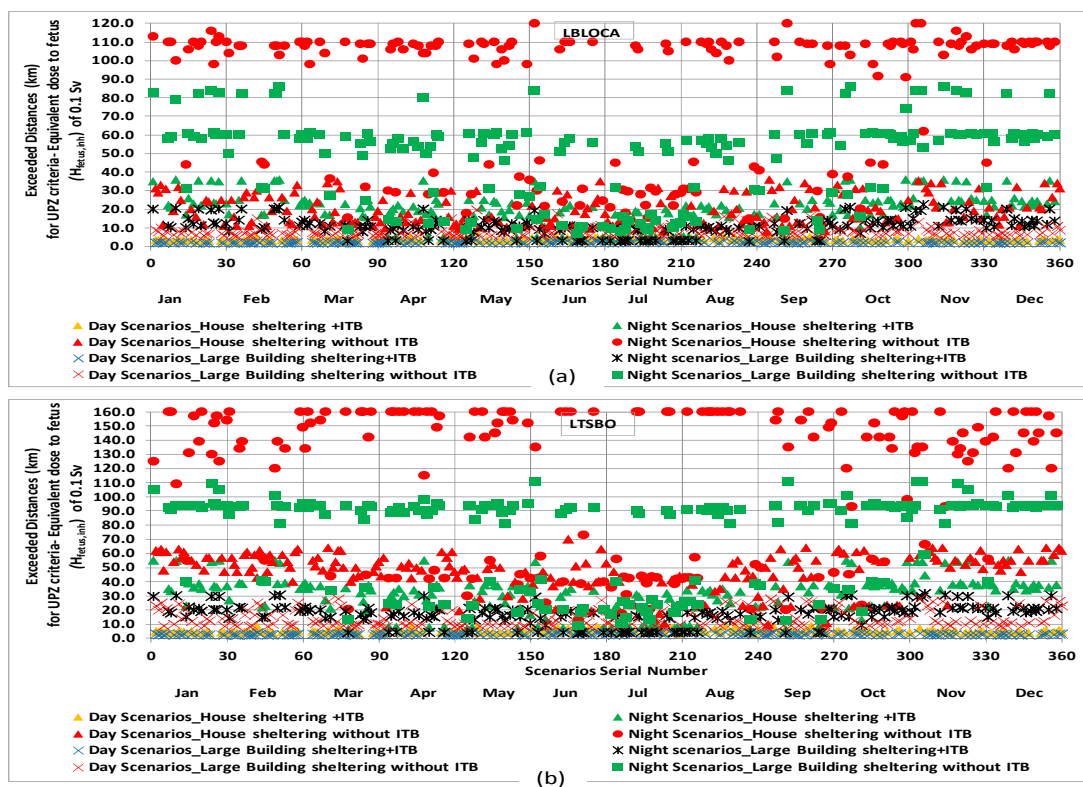 LBLOCA
Exceeded Distances (km)
for UPZ criteria- Equivalent dose to fetus
(Hfetus,inh) of 0.1 Sv
120.0
110.0
100.0
90.0
80.0
70.0
60.0
50.0
40.0
30.0
20.0
10.0
0.0
0 30 60 90 120 150 180 210 240 270 300 330 360
Scenarios Serial Number
Jan Feb Mar Apr May Jun Jul Aug Sep Oct Nov Dec
Day Scenarios_House sheltering +ITB
Night Scenarios_House sheltering +ITB
Day Scenarios_House sheltering without ITB
Night Scenarios_House sheltering without ITB
Day Scenarios_Large Building sheltering+ITB
Night scenarios_Large Building sheltering+ITB
Day Scenarios_Large Building sheltering without ITB
Night Scenarios_Large Building sheltering without ITB
(a)
LTSBO
Exceeded Distances (km)
for UPZ criteria- Equivalent dose to fetus
(Hfetus,inh) of 0.1 Sv
160.0
150.0
140.0
130.0
120.0
110.0
100.0
90.0
80.0
70.0
60.0
50.0
40.0
30.0
20.0
10.0
0.0
0 30 60 90 120 150 180 210 240 270 300 330 360
Scenarios Serial Number
Jan Feb Mar Apr May Jun Jul Aug Sep Oct Nov Dec
Day Scenarios_House sheltering +ITB
Night Scenarios_House sheltering +ITB
Day Scenarios_House sheltering without ITB
Night Scenarios_House sheltering without ITB
Day Scenarios_Large Building sheltering+ITB
Night scenarios_Large Building sheltering+ITB
Day Scenarios_Large Building sheltering without ITB
Night Scenarios_Large Building sheltering without ITB
(b)